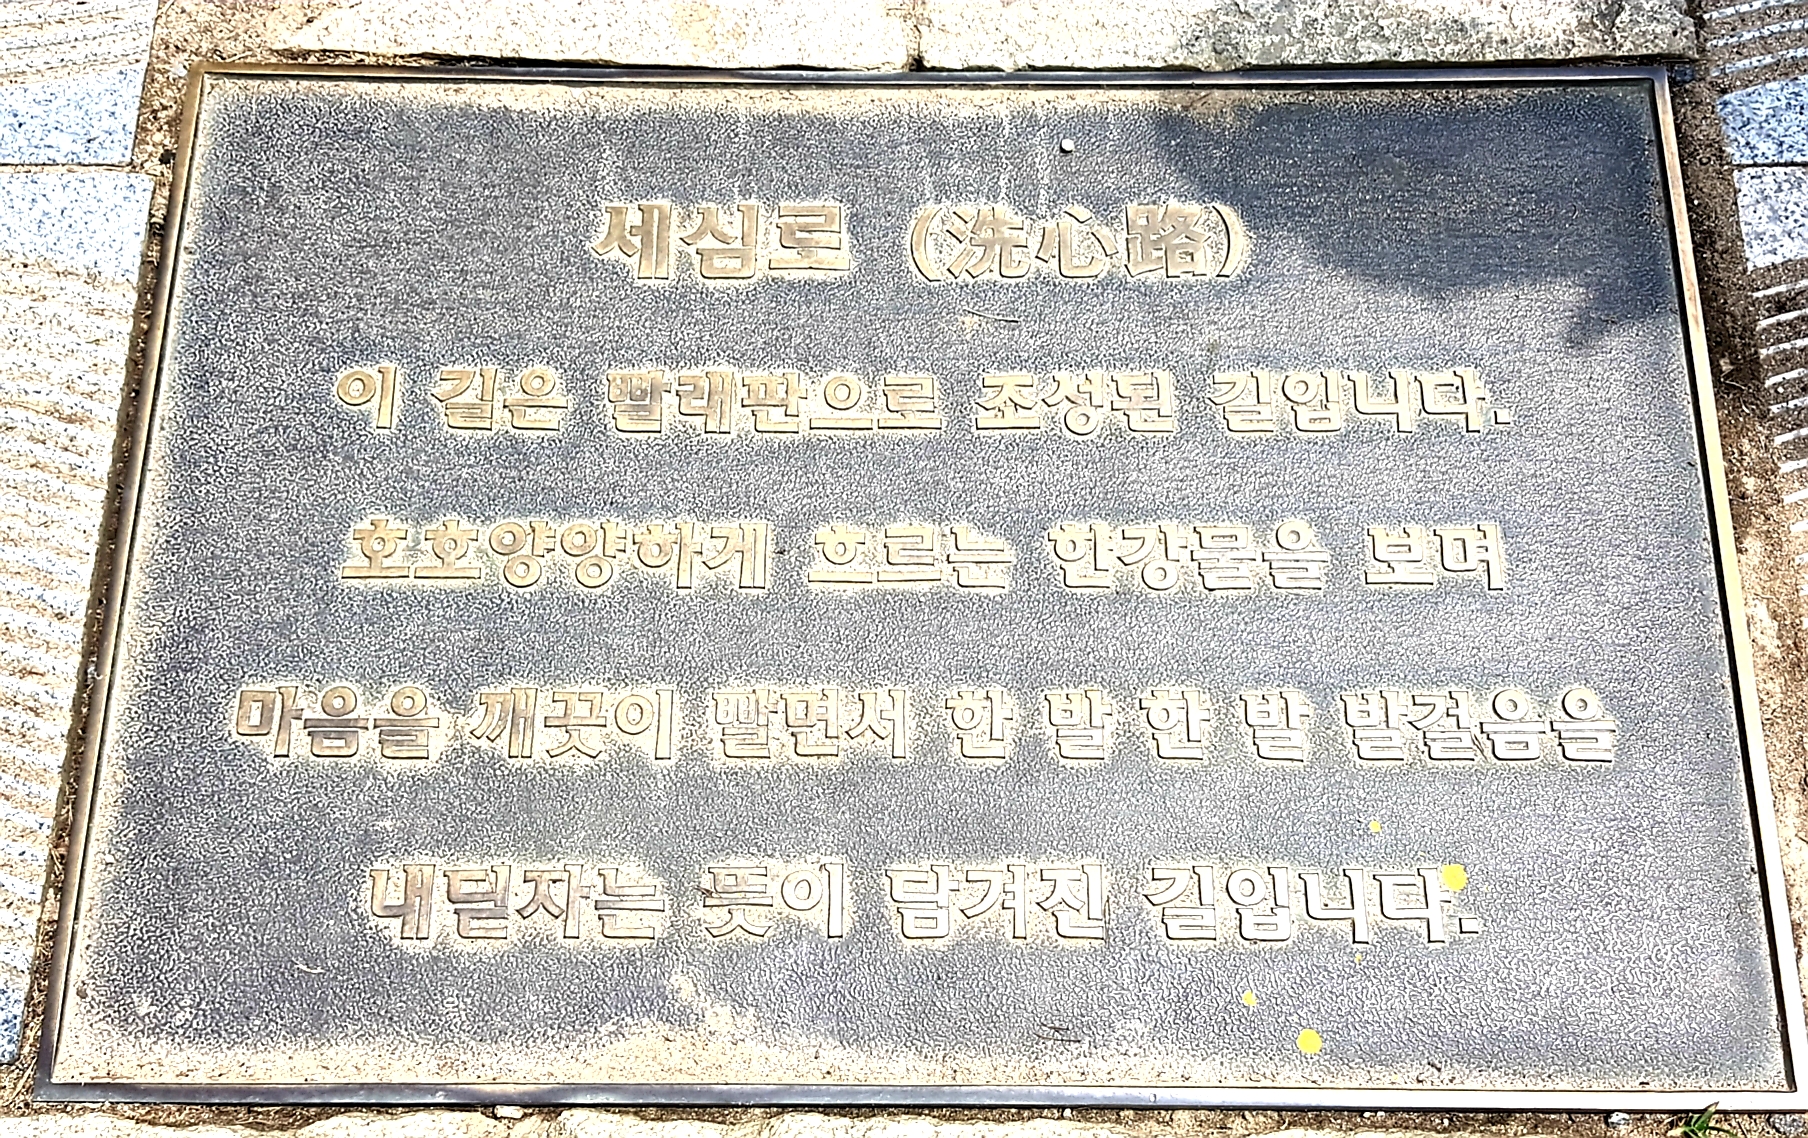 세심로 (洗心路)
이 길은 빨래판으로 조성된 길입니다.
호호양양하게 흐르는 한강물을 보며
마음을 깨끗이 빨면서 한 발 한 발 발걸음을
내딛자는 뜻이 담겨진 길입니다.